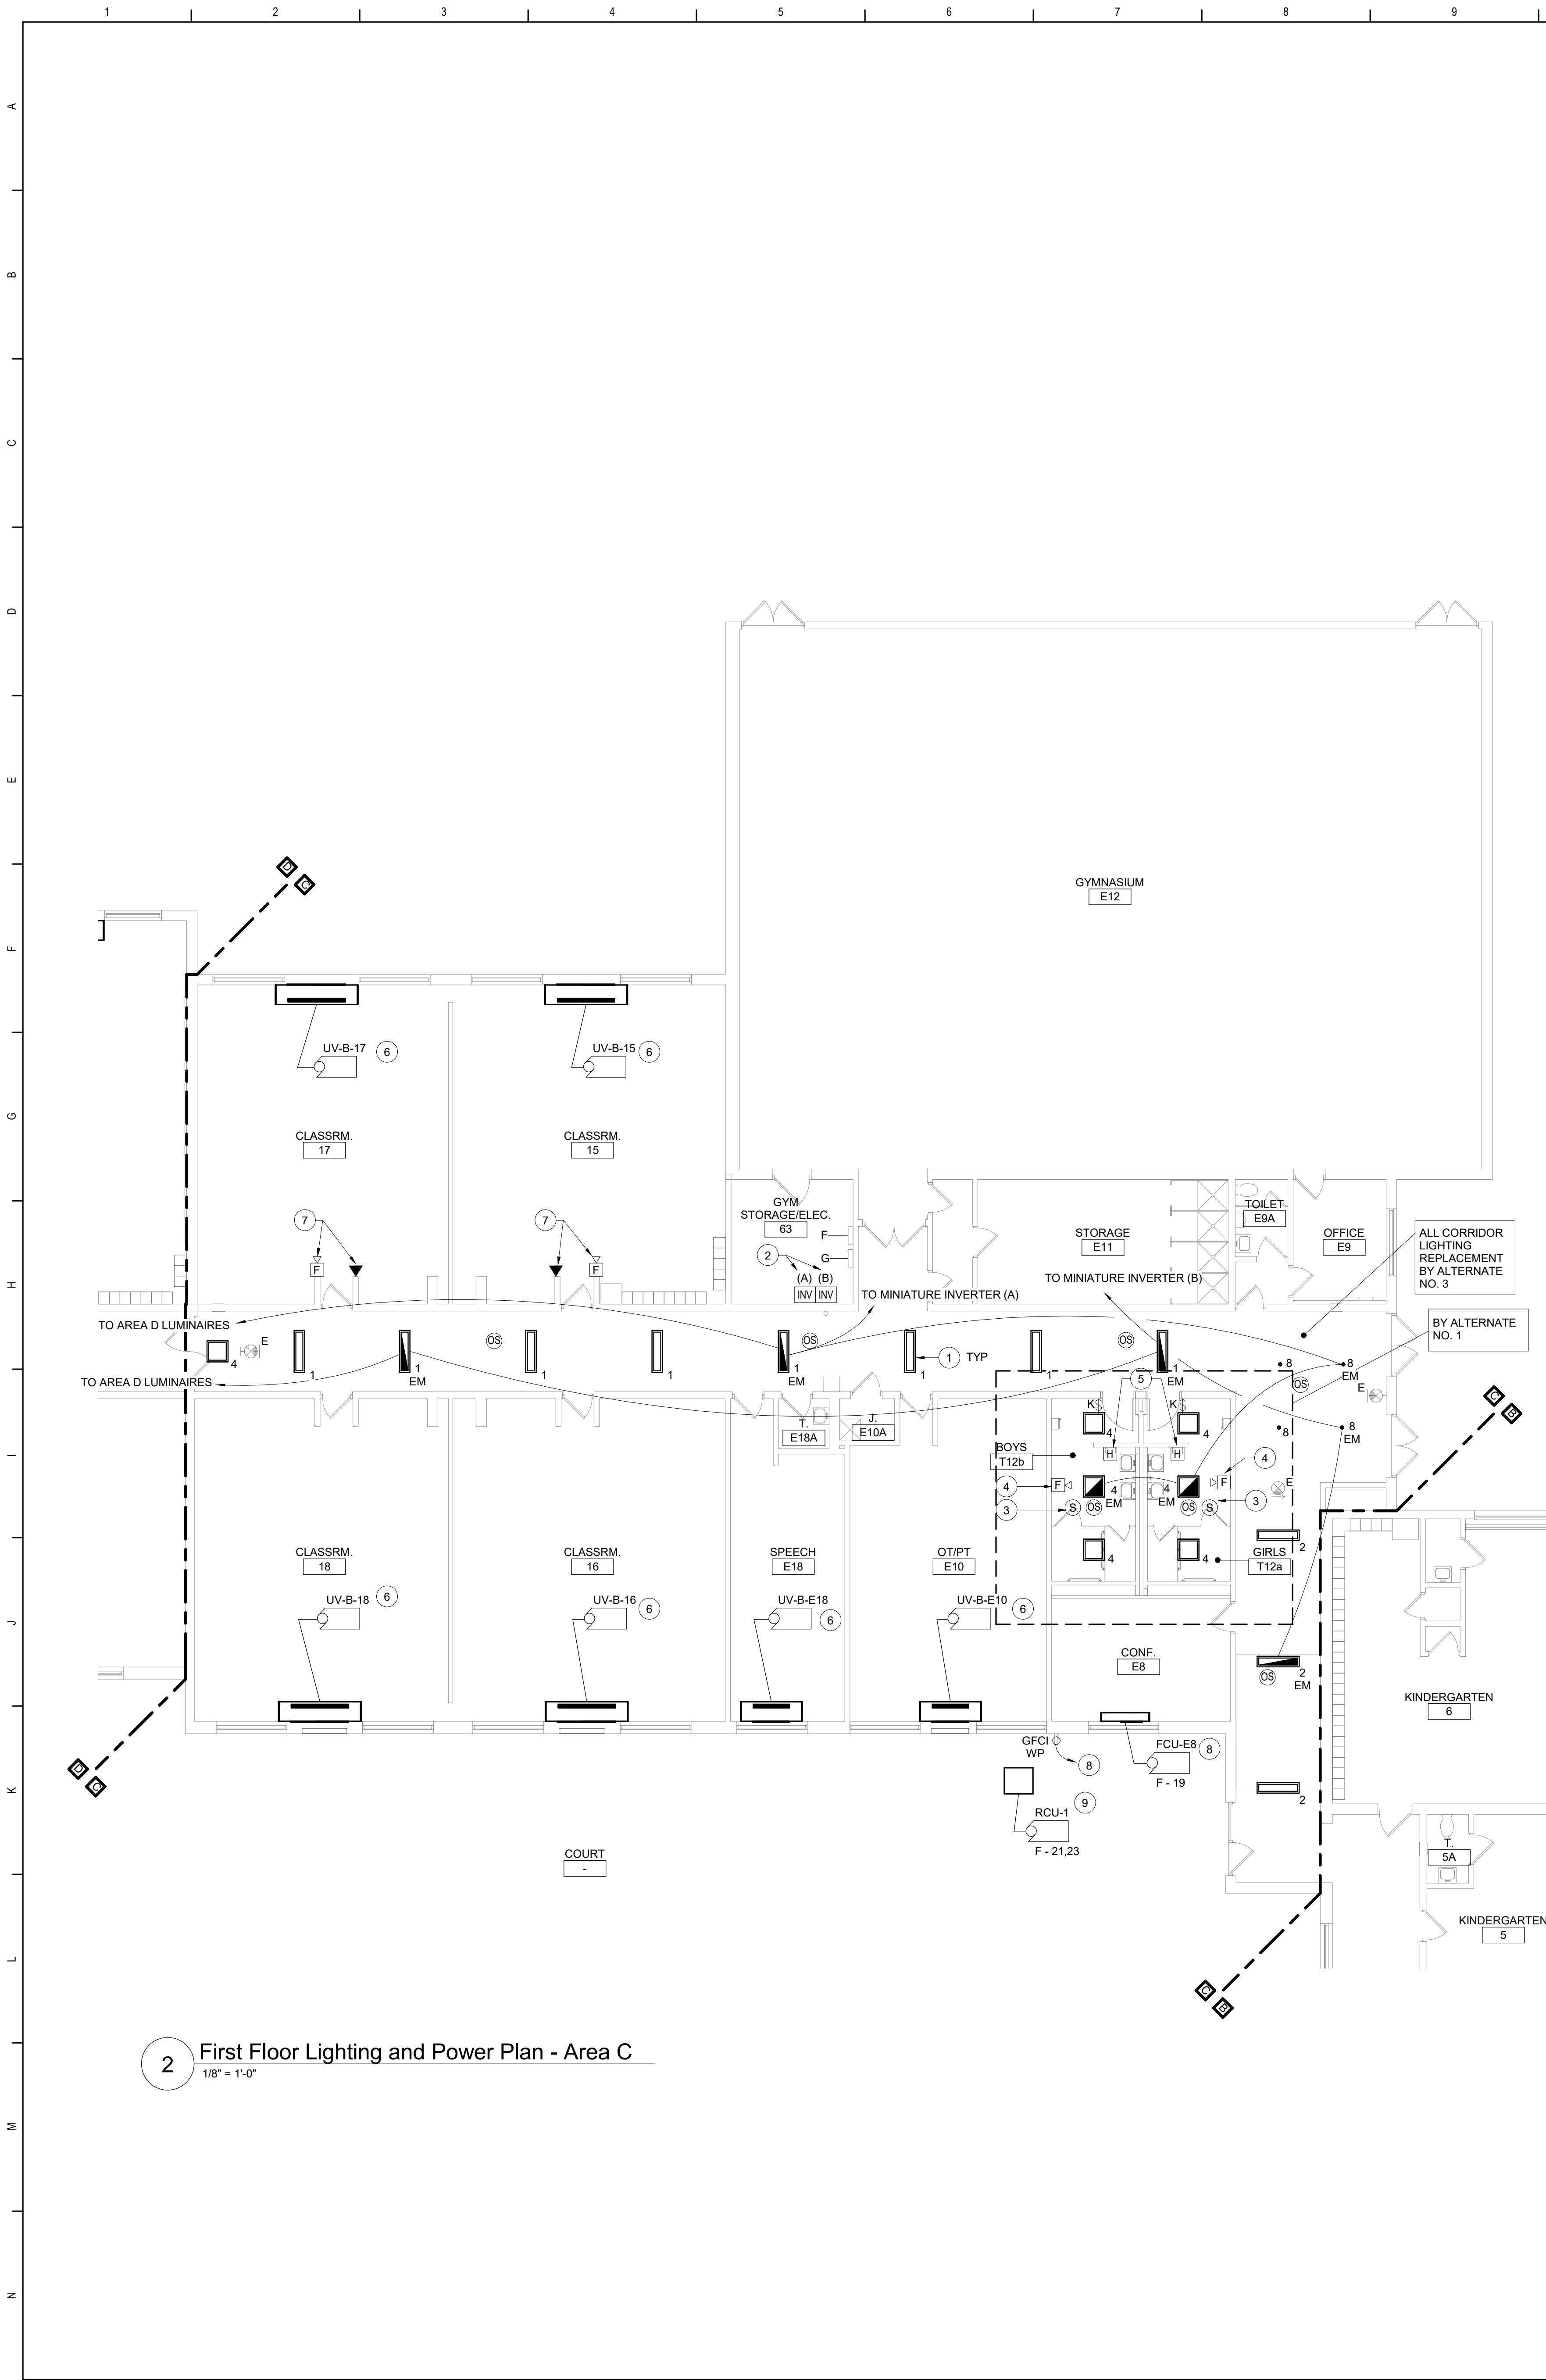 1 2 3 4 5 6 7 8 9
A
B
C
D
E
F
G
H
I
J
K
L
M
N
D
C
GYMNASIUM
E12
UV-B-17 6
UV-B-15 6
CLASSRM.
17
CLASSRM.
15
7
7
F
F
GYM
STORAGE/ELEC.
63
F
G
2
(A) (B)
INV INV
STORAGE
E11
TOILET
E9A
OFFICE
E9
ALL CORRIDOR
LIGHTING
REPLACEMENT
BY ALTERNATE
NO. 3
TO MINIATURE INVERTER (B)
TO MINIATURE INVERTER (A)
BY ALTERNATE
NO. 1
TO AREA D LUMINAIRES
4
E
1
OS
1
EM
1
1
OS
1
EM
1
1 TYP
1
OS
1
EM
8
8
EM
OS
E
TO AREA D LUMINAIRES
5
K$
K$
4
4
8
8
EM
C
B
T.
E18A
J.
E10A
BOYS
T12b
H
H
4
F
4
F
4
EM
4
EM
E
3
S
OS
OS
S
3
4
4
2
GIRLS
T12a
CLASSRM.
18
CLASSRM.
16
SPEECH
E18
OT/PT
E10
UV-B-18 6
UV-B-16 6
UV-B-E18 6
UV-B-E10 6
CONF.
E8
OS
2
EM
KINDERGARTEN
6
GFCI
WP
8
FCU-E8 8
F - 19
D
C
RCU-1 9
F - 21,23
2
COURT
-
T.
5A
KINDERGARTEN
5
C
B
2
First Floor Lighting and Power Plan - Area C
1/8" = 1'-0"